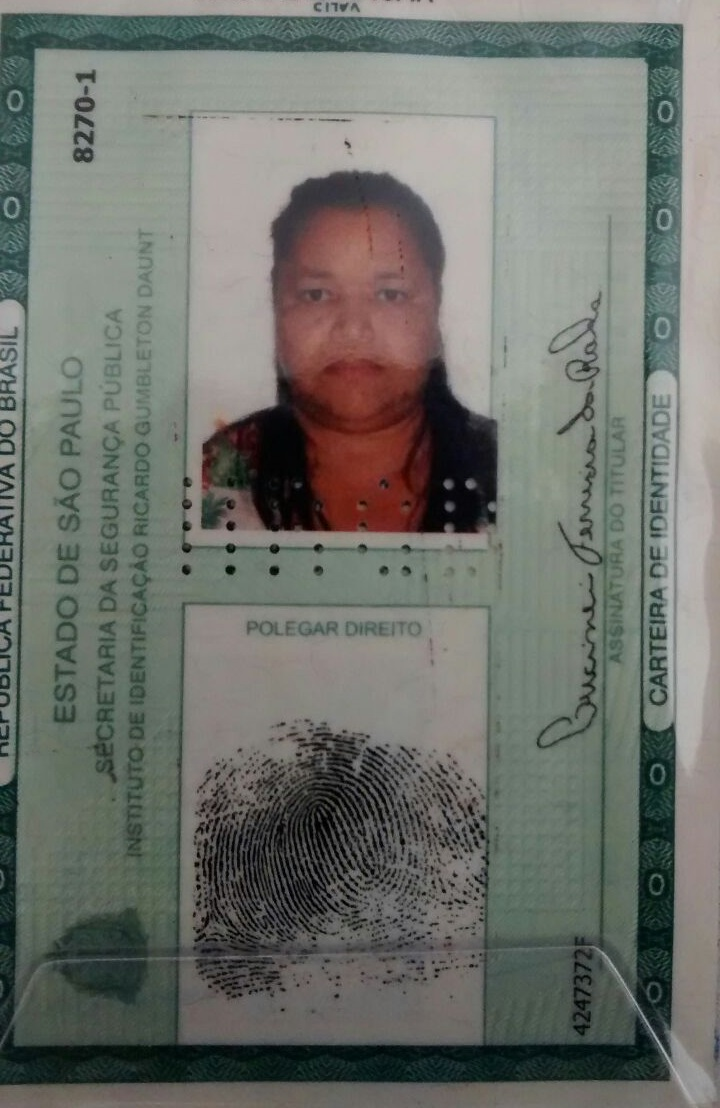 VALID
REPÚBLICA FEDERATIVA DO BRASIL
8270-1
ESTADO DE SÃO PAULO
SECRETARIA DA SEGURANÇA PÚBLICA
INSTITUTO DE IDENTIFICAÇÃO RICARDO GUMBLETON DAUNT
POLEGAR DIREITO
4247372F
ASSINATURA DO TITULAR
CARTEIRA DE IDENTIDADE